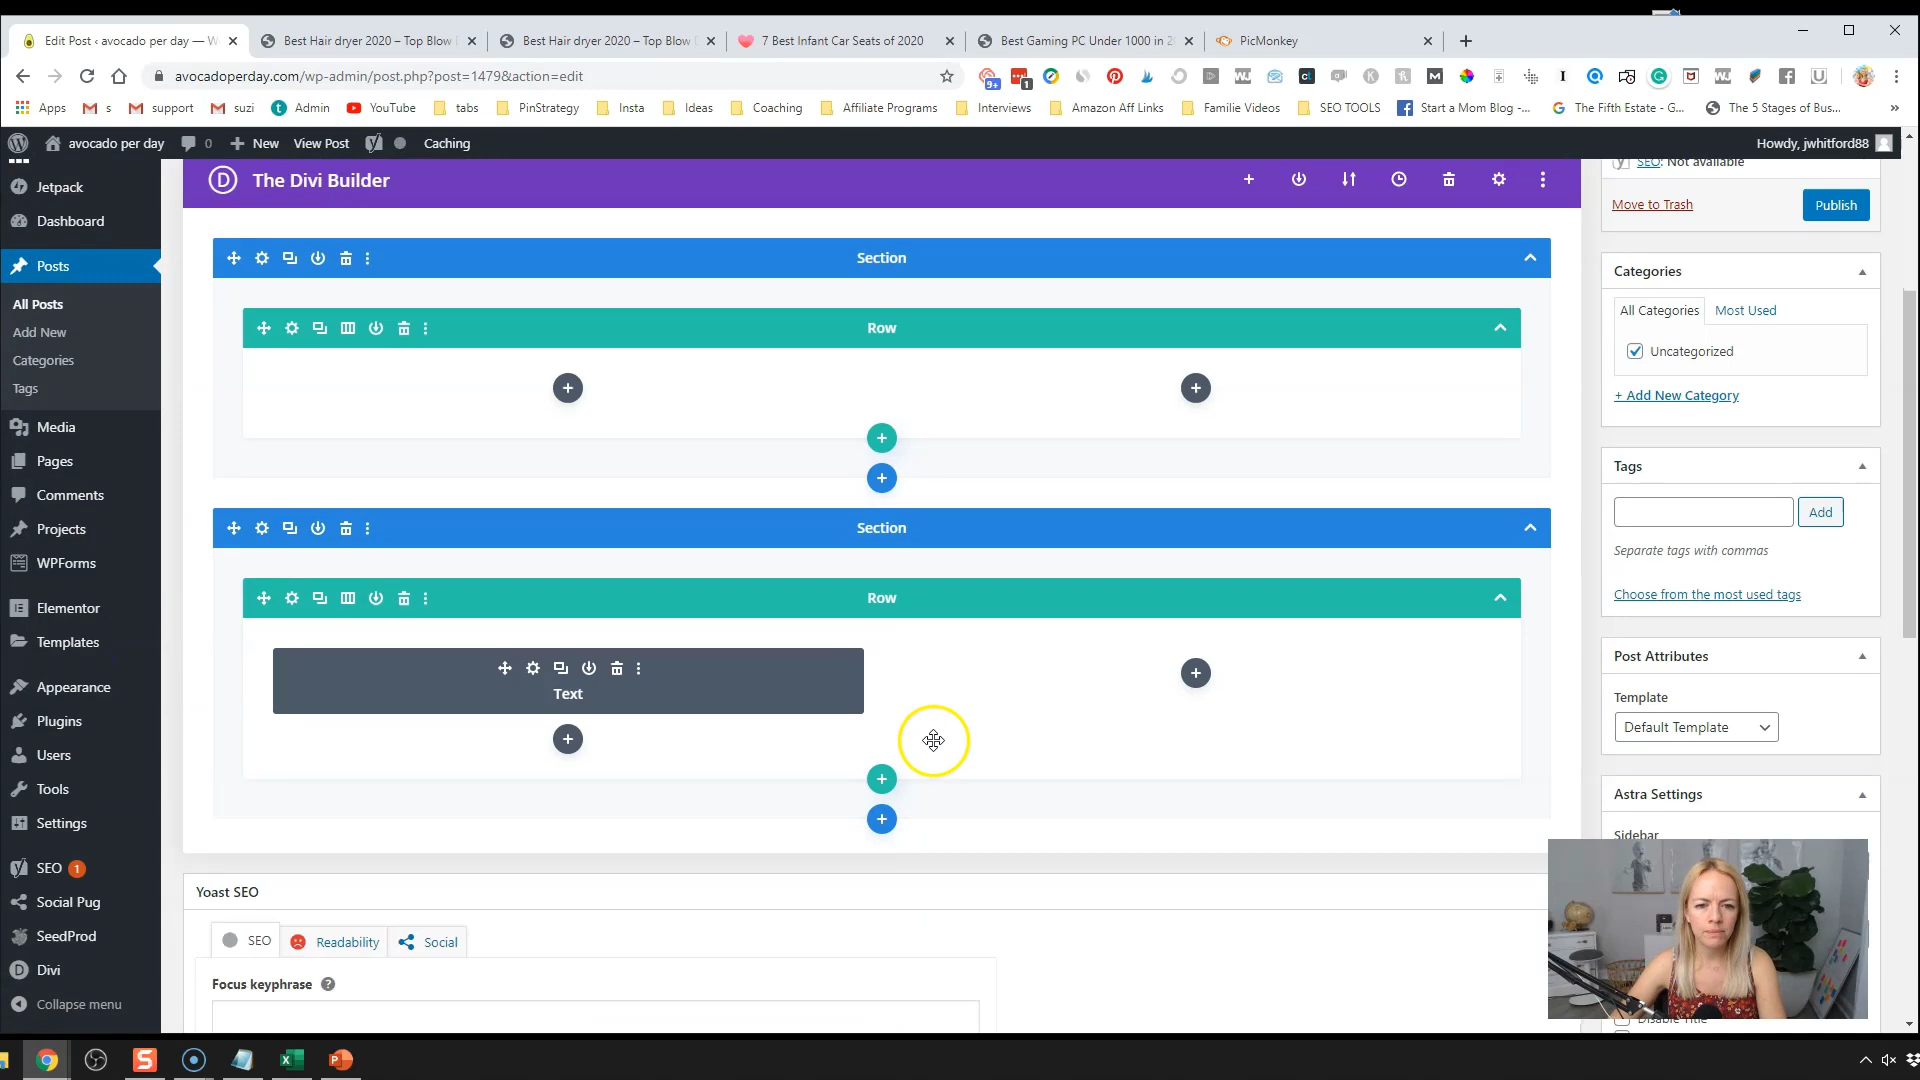 Edit Post ‹ avocado per day — W
Best Hair dryer 2020 – Top Blow
Best Hair dryer 2020 – Top Blow
7 Best Infant Car Seats of 2020
Best Gaming PC Under 1000 in 2
PicMonkey
avocadoperday.com/wp-admin/post.php?post=1479&action=edit
Apps
s
support
suzi
Admin
YouTube
tabs
PinStrategy
Insta
Ideas
Coaching
Affiliate Programs
Interviews
Amazon Aff Links
Familie Videos
SEO TOOLS
Start a Mom Blog -...
The Fifth Estate - G...
The 5 Stages of Bus...
avocado per day
0
New
View Post
Caching
Howdy, jwhitford88
Jetpack
Dashboard
Posts
All Posts
Add New
Categories
Tags
Media
Pages
Comments
Projects
WPForms
Elementor
Templates
Appearance
Plugins
Users
Tools
Settings
SEO 1
Social Pug
SeedProd
Divi
Collapse menu
The Divi Builder
Section
Row
Section
Row
Text
Yoast SEO
SEO
Readability
Social
Focus keyphrase
SEO: Not available
Move to Trash
Publish
Categories
All Categories
Most Used
Uncategorized
+ Add New Category
Tags
Add
Separate tags with commas
Choose from the most used tags
Post Attributes
Template
Default Template
Astra Settings
Sidebar
Disable Title